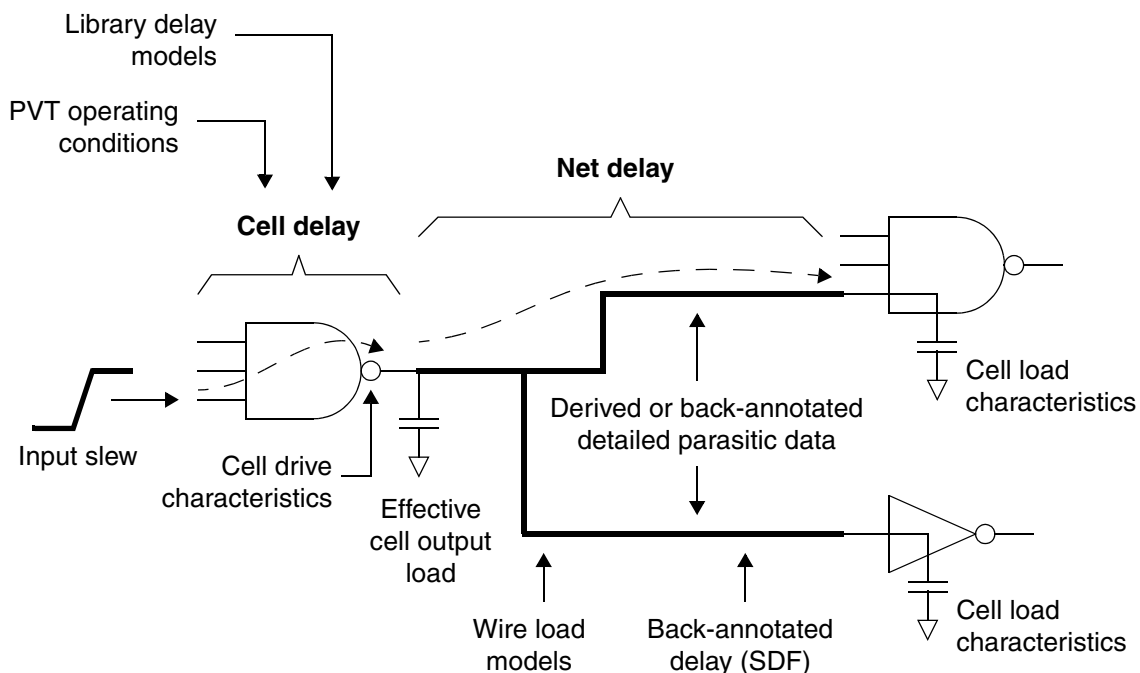 Library delay
models
PVT operating
conditions
Net delay
Cell delay
Input slew
Cell drive
characteristics
Effective
cell output
load
Derived or back-annotated
detailed parasitic data
Cell load
characteristics
Wire load
models
Back-annotated
delay (SDF)
Cell load
characteristics